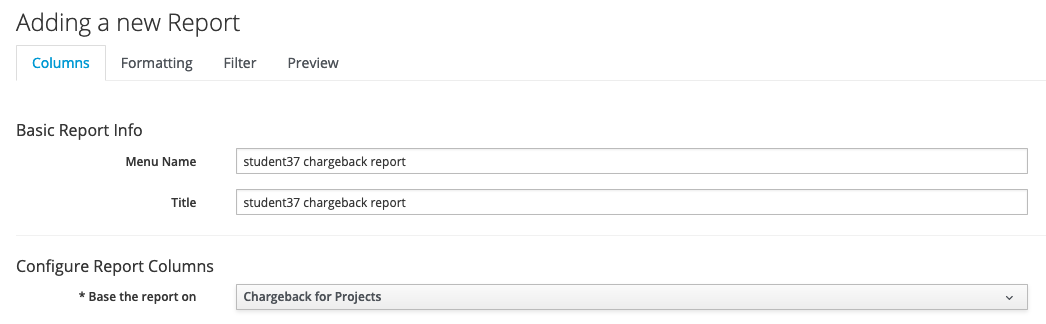 Adding a new Report
Columns Formatting Filter Preview
Basic Report Info
Menu Name student37 chargeback report
Title student37 chargeback report
Configure Report Columns
* Base the report on Chargeback for Projects